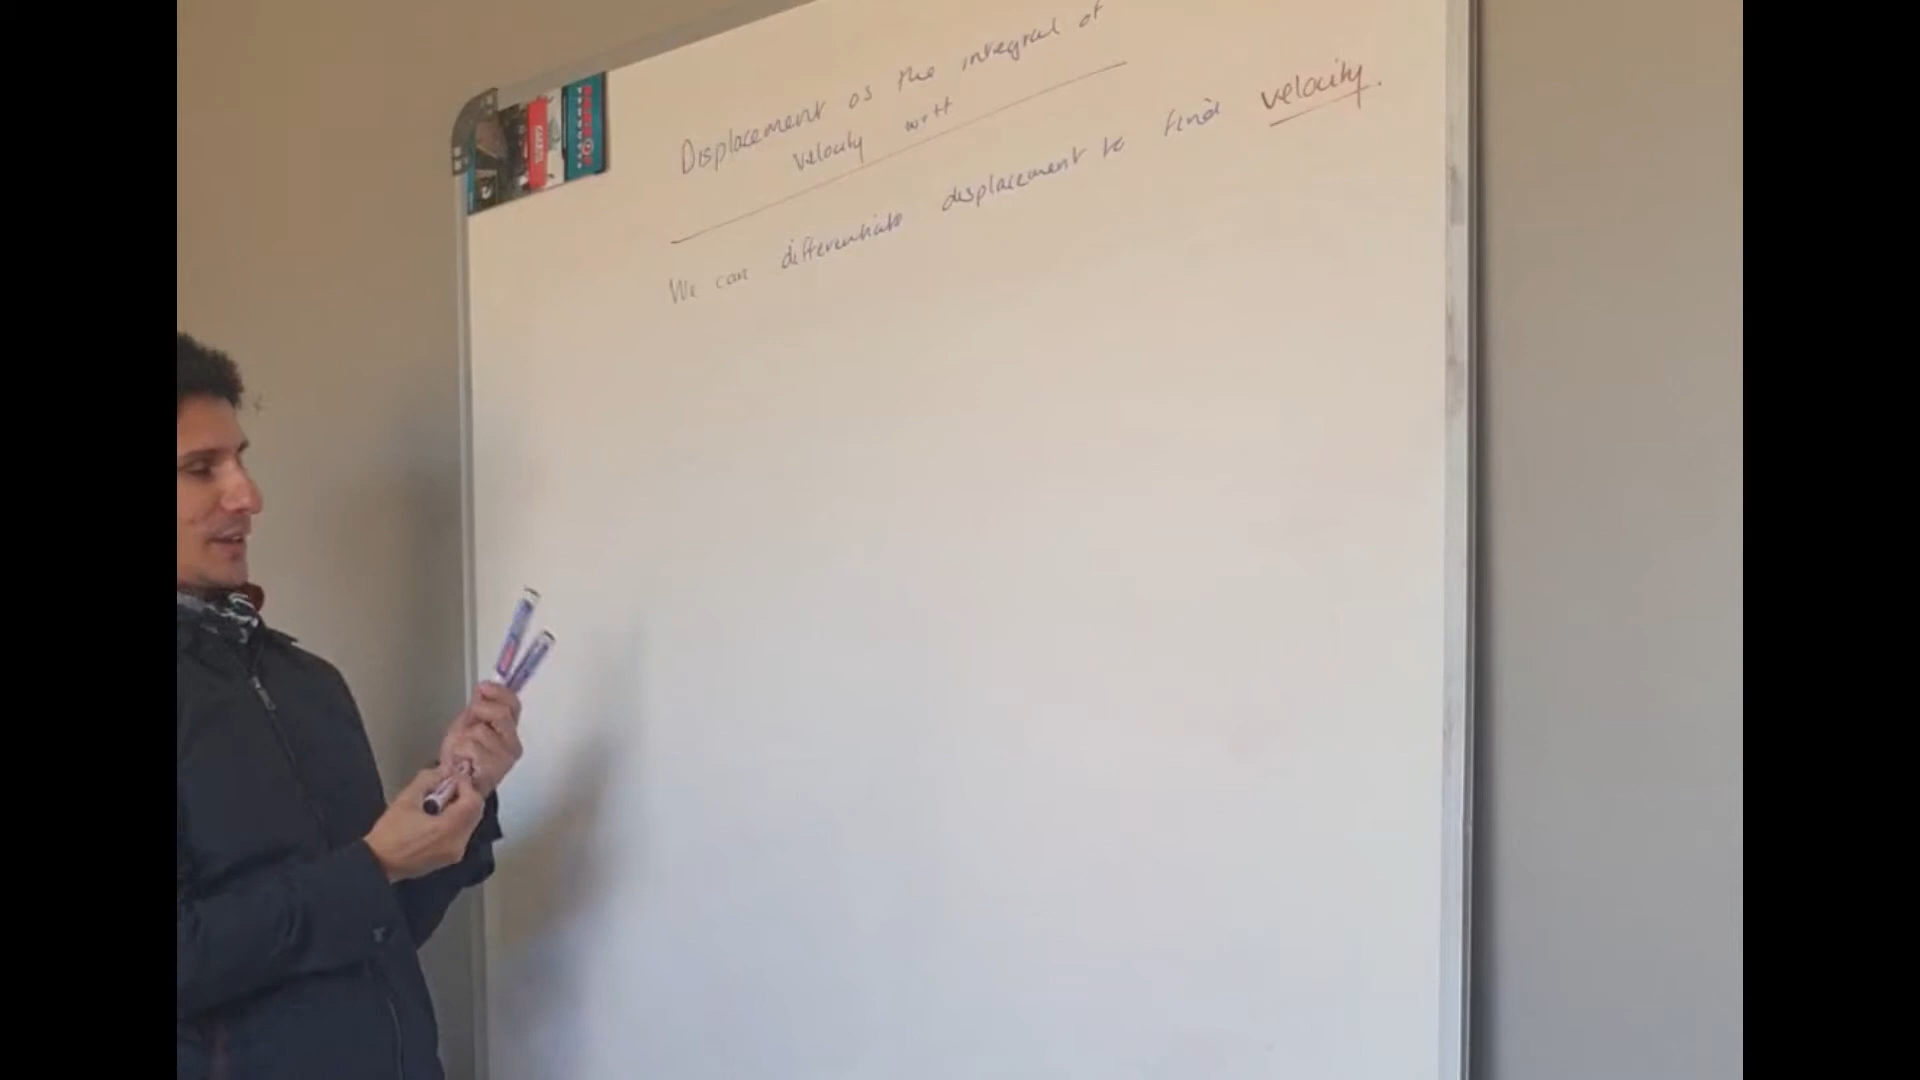 Displacement as the integral of
velocity wrt t
We can differentiate displacement to find velocity.